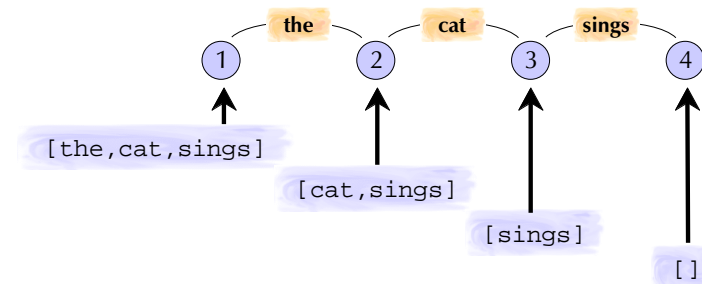 the cat sings
1 2 3 4
[the,cat,sings]
[cat,sings]
[sings]
[]